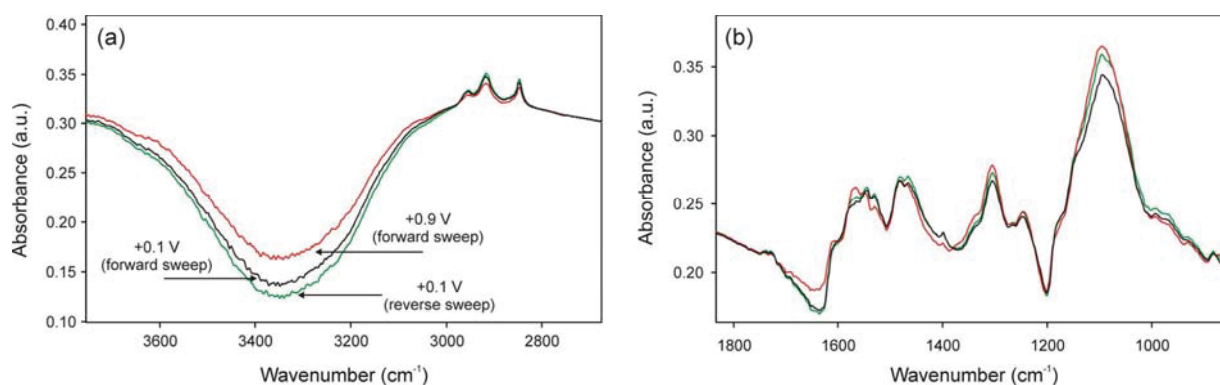 (a)
0.40
0.35
0.30
0.25
0.20
0.15
0.10
Absorbance (a.u.)
+0.9 V
(forward sweep)
+0.1 V
(forward sweep)
+0.1 V
(reverse sweep)
3600 3400 3200 3000 2800
Wavenumber (cm⁻¹)
(b)
0.35
0.30
0.25
0.20
Absorbance (a.u.)
1800 1600 1400 1200 1000
Wavenumber (cm⁻¹)